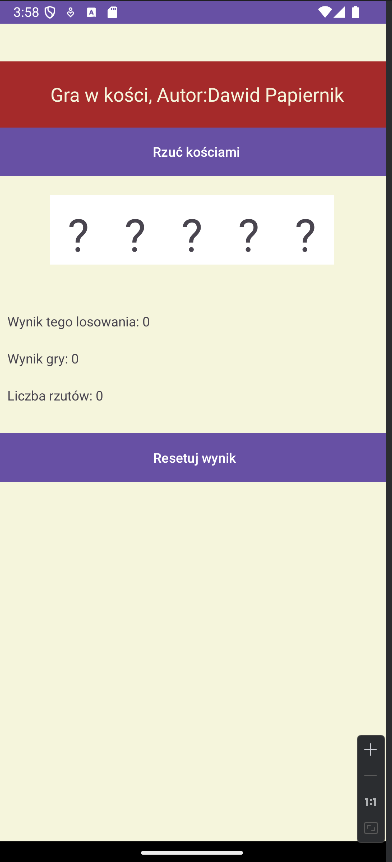 3:58
Gra w kości, Autor:Dawid Papiernik
Rzuć kościami
? ? ? ? ?
Wynik tego losowania: 0
Wynik gry: 0
Liczba rzutów: 0
Resetuj wynik
1:1